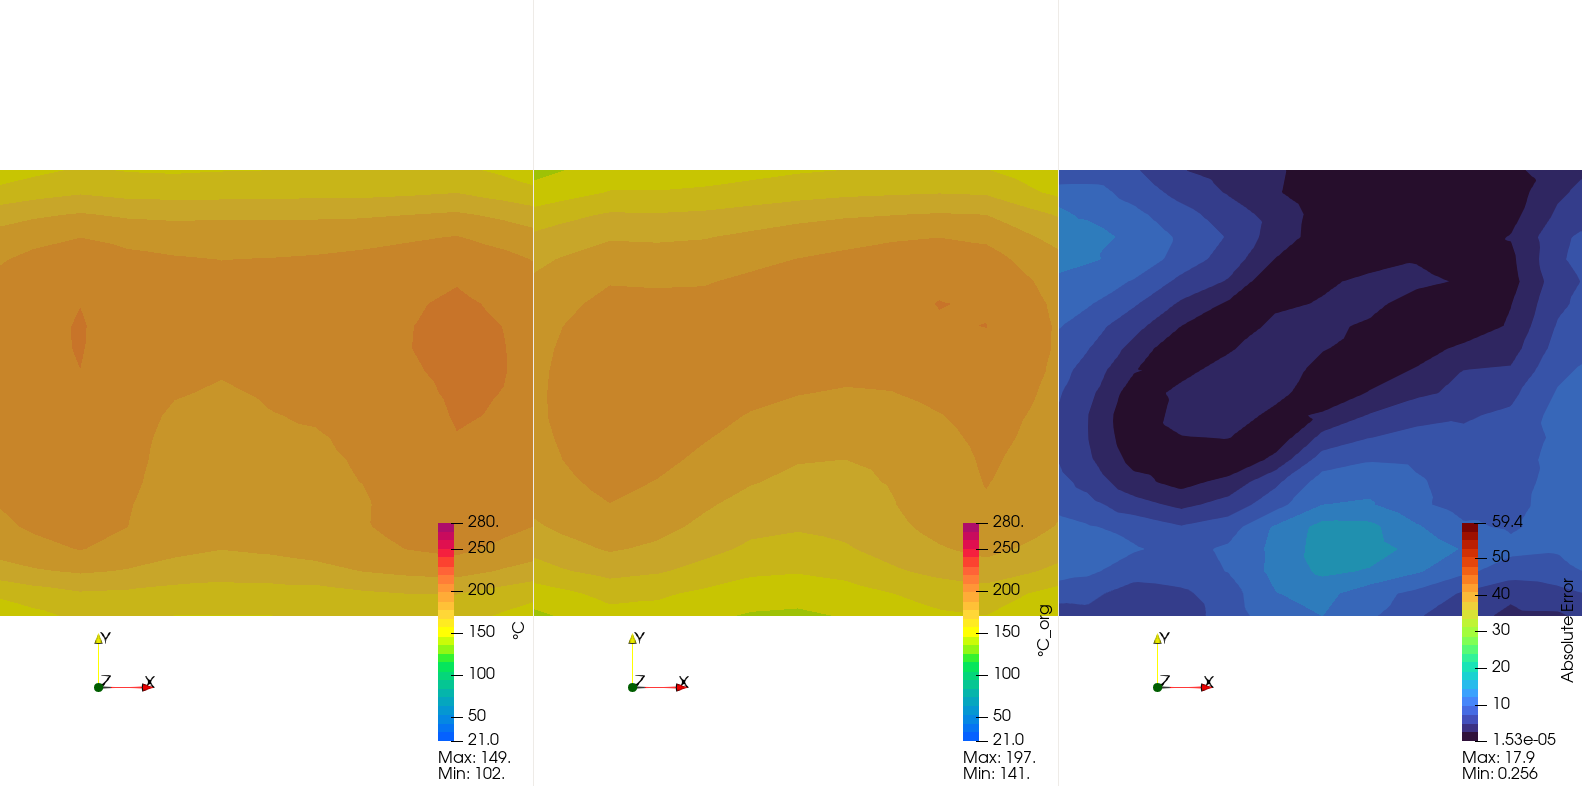 280.
250
200
150
100
50
21.0
°C
Max: 149.
Min: 102.
Y
Z
X
280.
250
200
150
100
50
21.0
°C_org
Max: 197.
Min: 141.
Y
Z
X
59.4
50
40
30
20
10
1.53e-05
Absolute Error
Max: 17.9
Min: 0.256
Y
Z
X